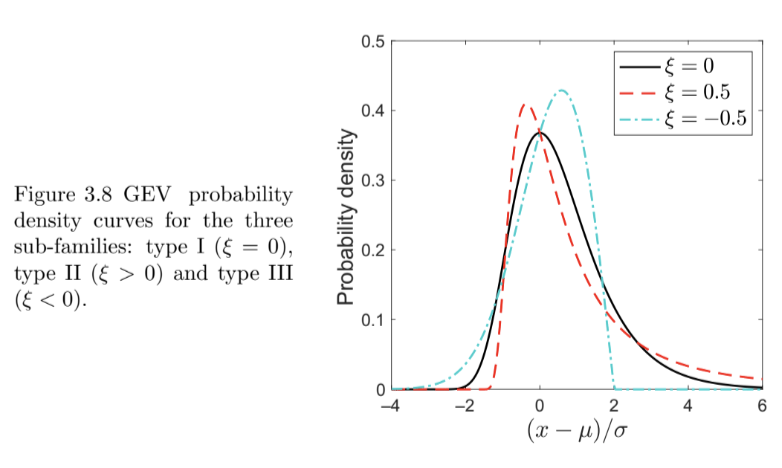 Figure 3.8 GEV probability
density curves for the three
sub-families: type I (ξ = 0),
type II (ξ > 0) and type III
(ξ < 0).
Probability density
0.5
0.4
0.3
0.2
0.1
0
ξ = 0
ξ = 0.5
ξ = −0.5
−4 −2 0 2 4 6
(x − μ)/σ